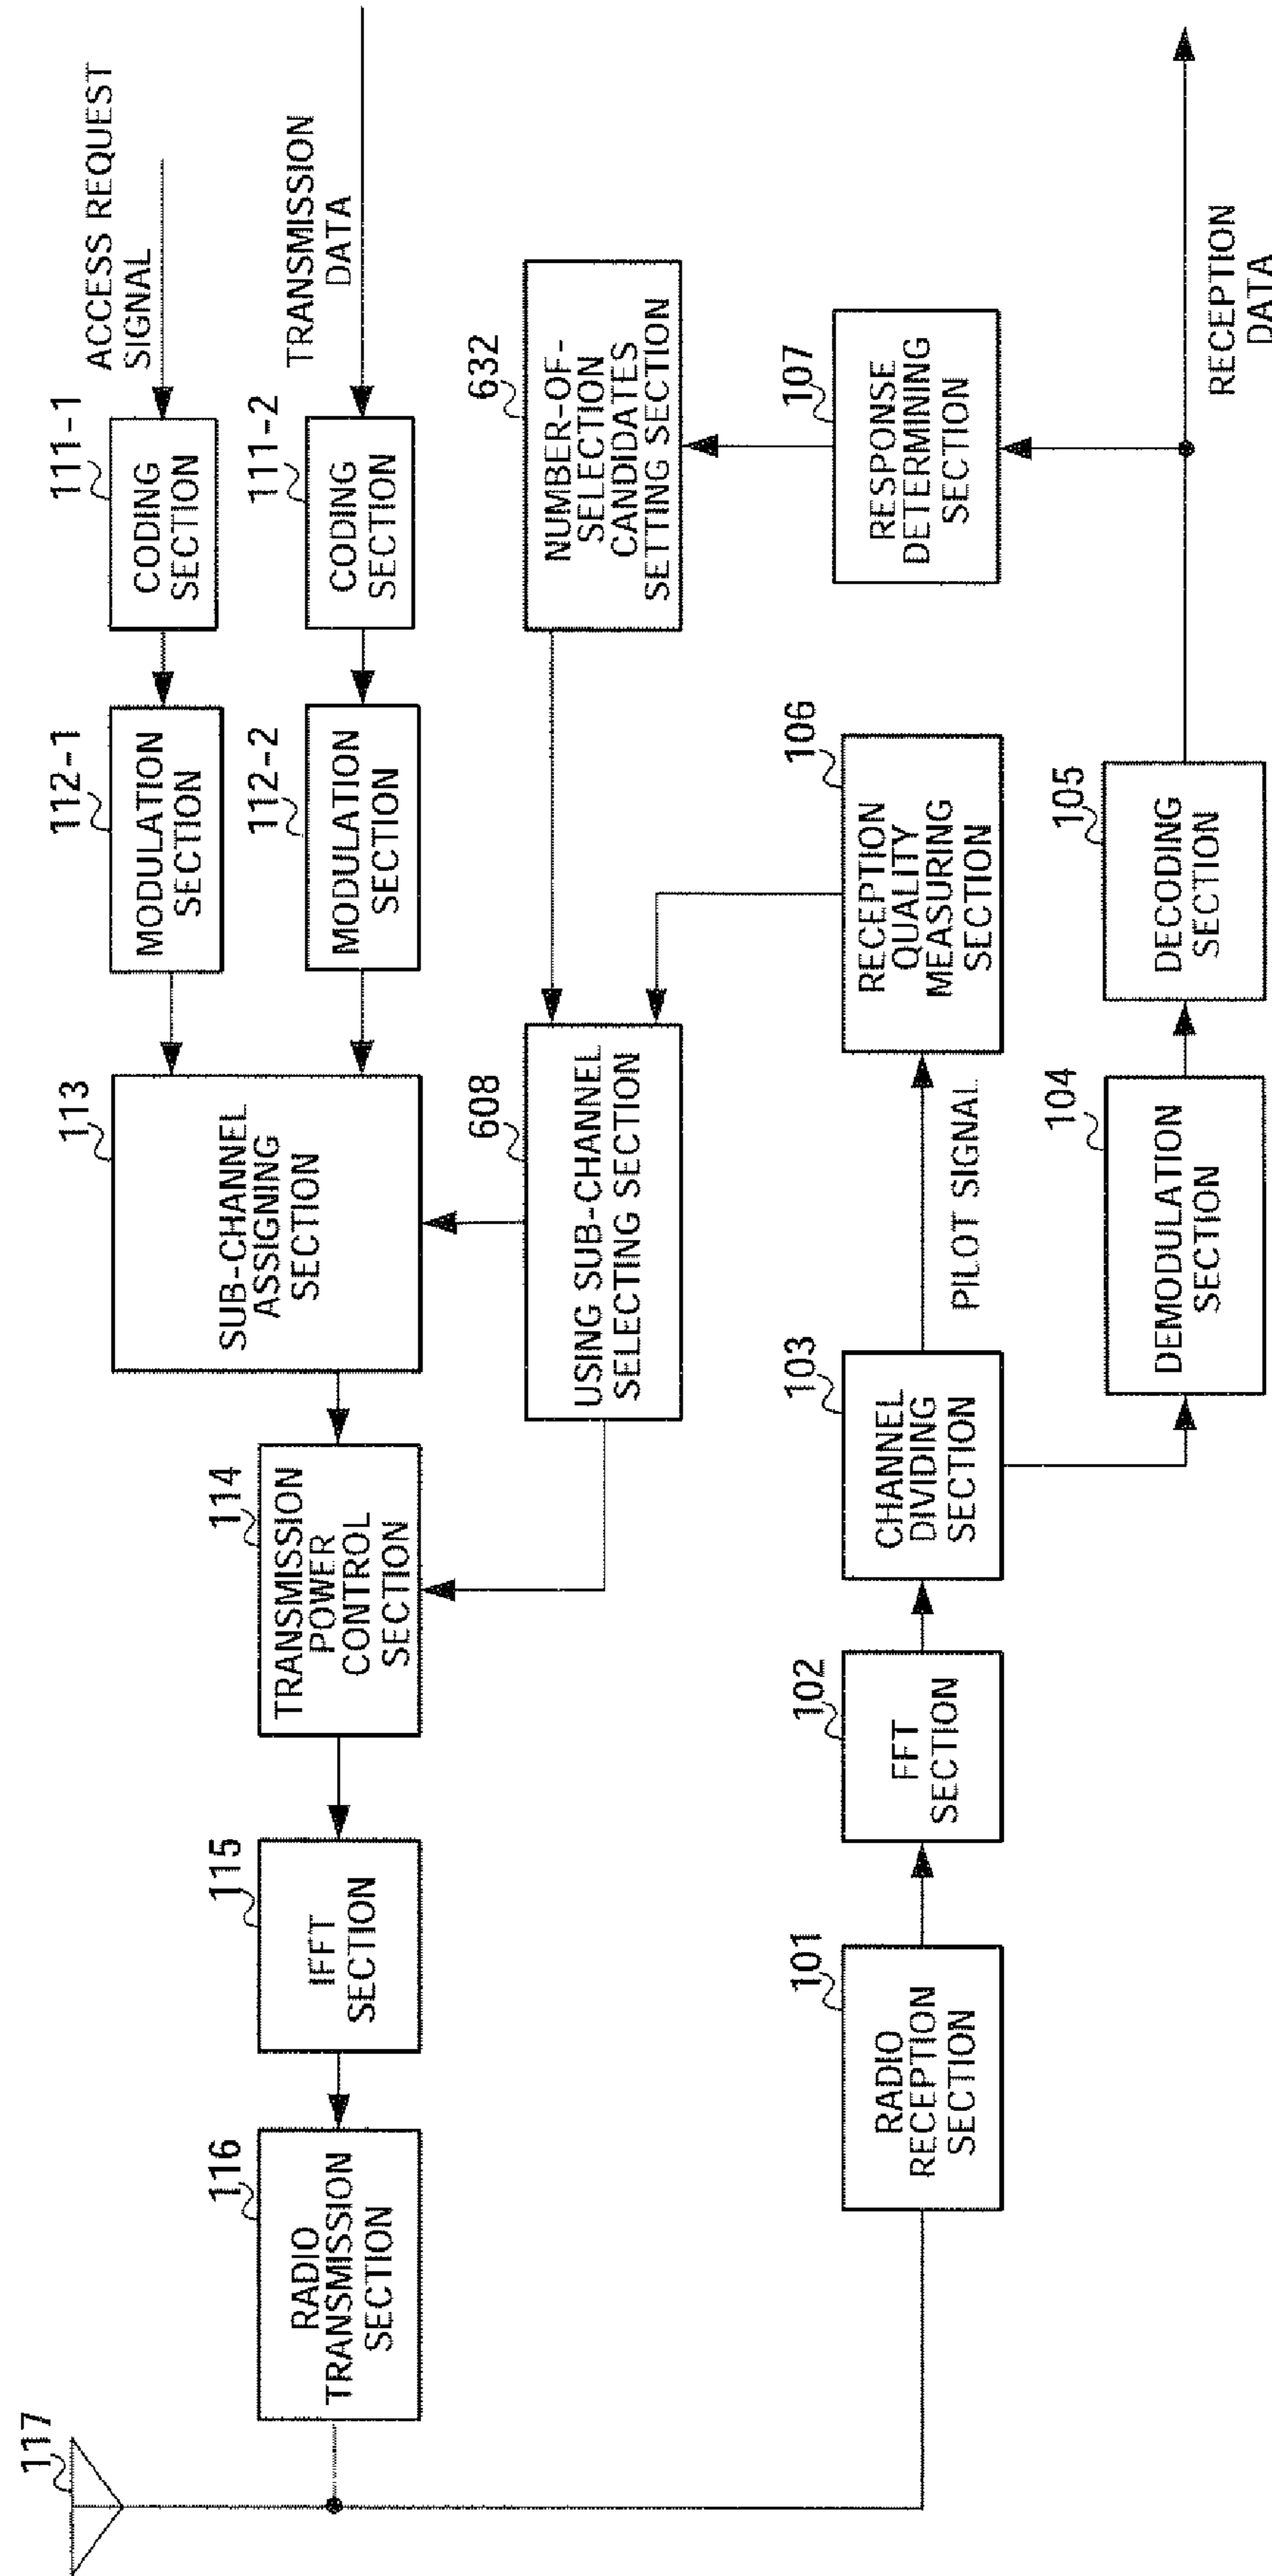 117
116
RADIO
TRANSMISSION
SECTION
115
IFFT
SECTION
114
TRANSMISSION
POWER
CONTROL
SECTION
113
SUB-CHANNEL
ASSIGNING
SECTION
112-1
MODULATION
SECTION
111-1
CODING
SECTION
ACCESS REQUEST
SIGNAL
112-2
MODULATION
SECTION
111-2
CODING
SECTION
TRANSMISSION
DATA
608
USING SUB-CHANNEL
SELECTING SECTION
632
NUMBER-OF-
SELECTION
CANDIDATES
SETTING SECTION
101
RADIO
RECEPTION
SECTION
102
FFT
SECTION
103
CHANNEL
DIVIDING
SECTION
PILOT SIGNAL
106
RECEPTION
QUALITY
MEASURING
SECTION
107
RESPONSE
DETERMINING
SECTION
104
DEMODULATION
SECTION
105
DECODING
SECTION
RECEPTION
DATA